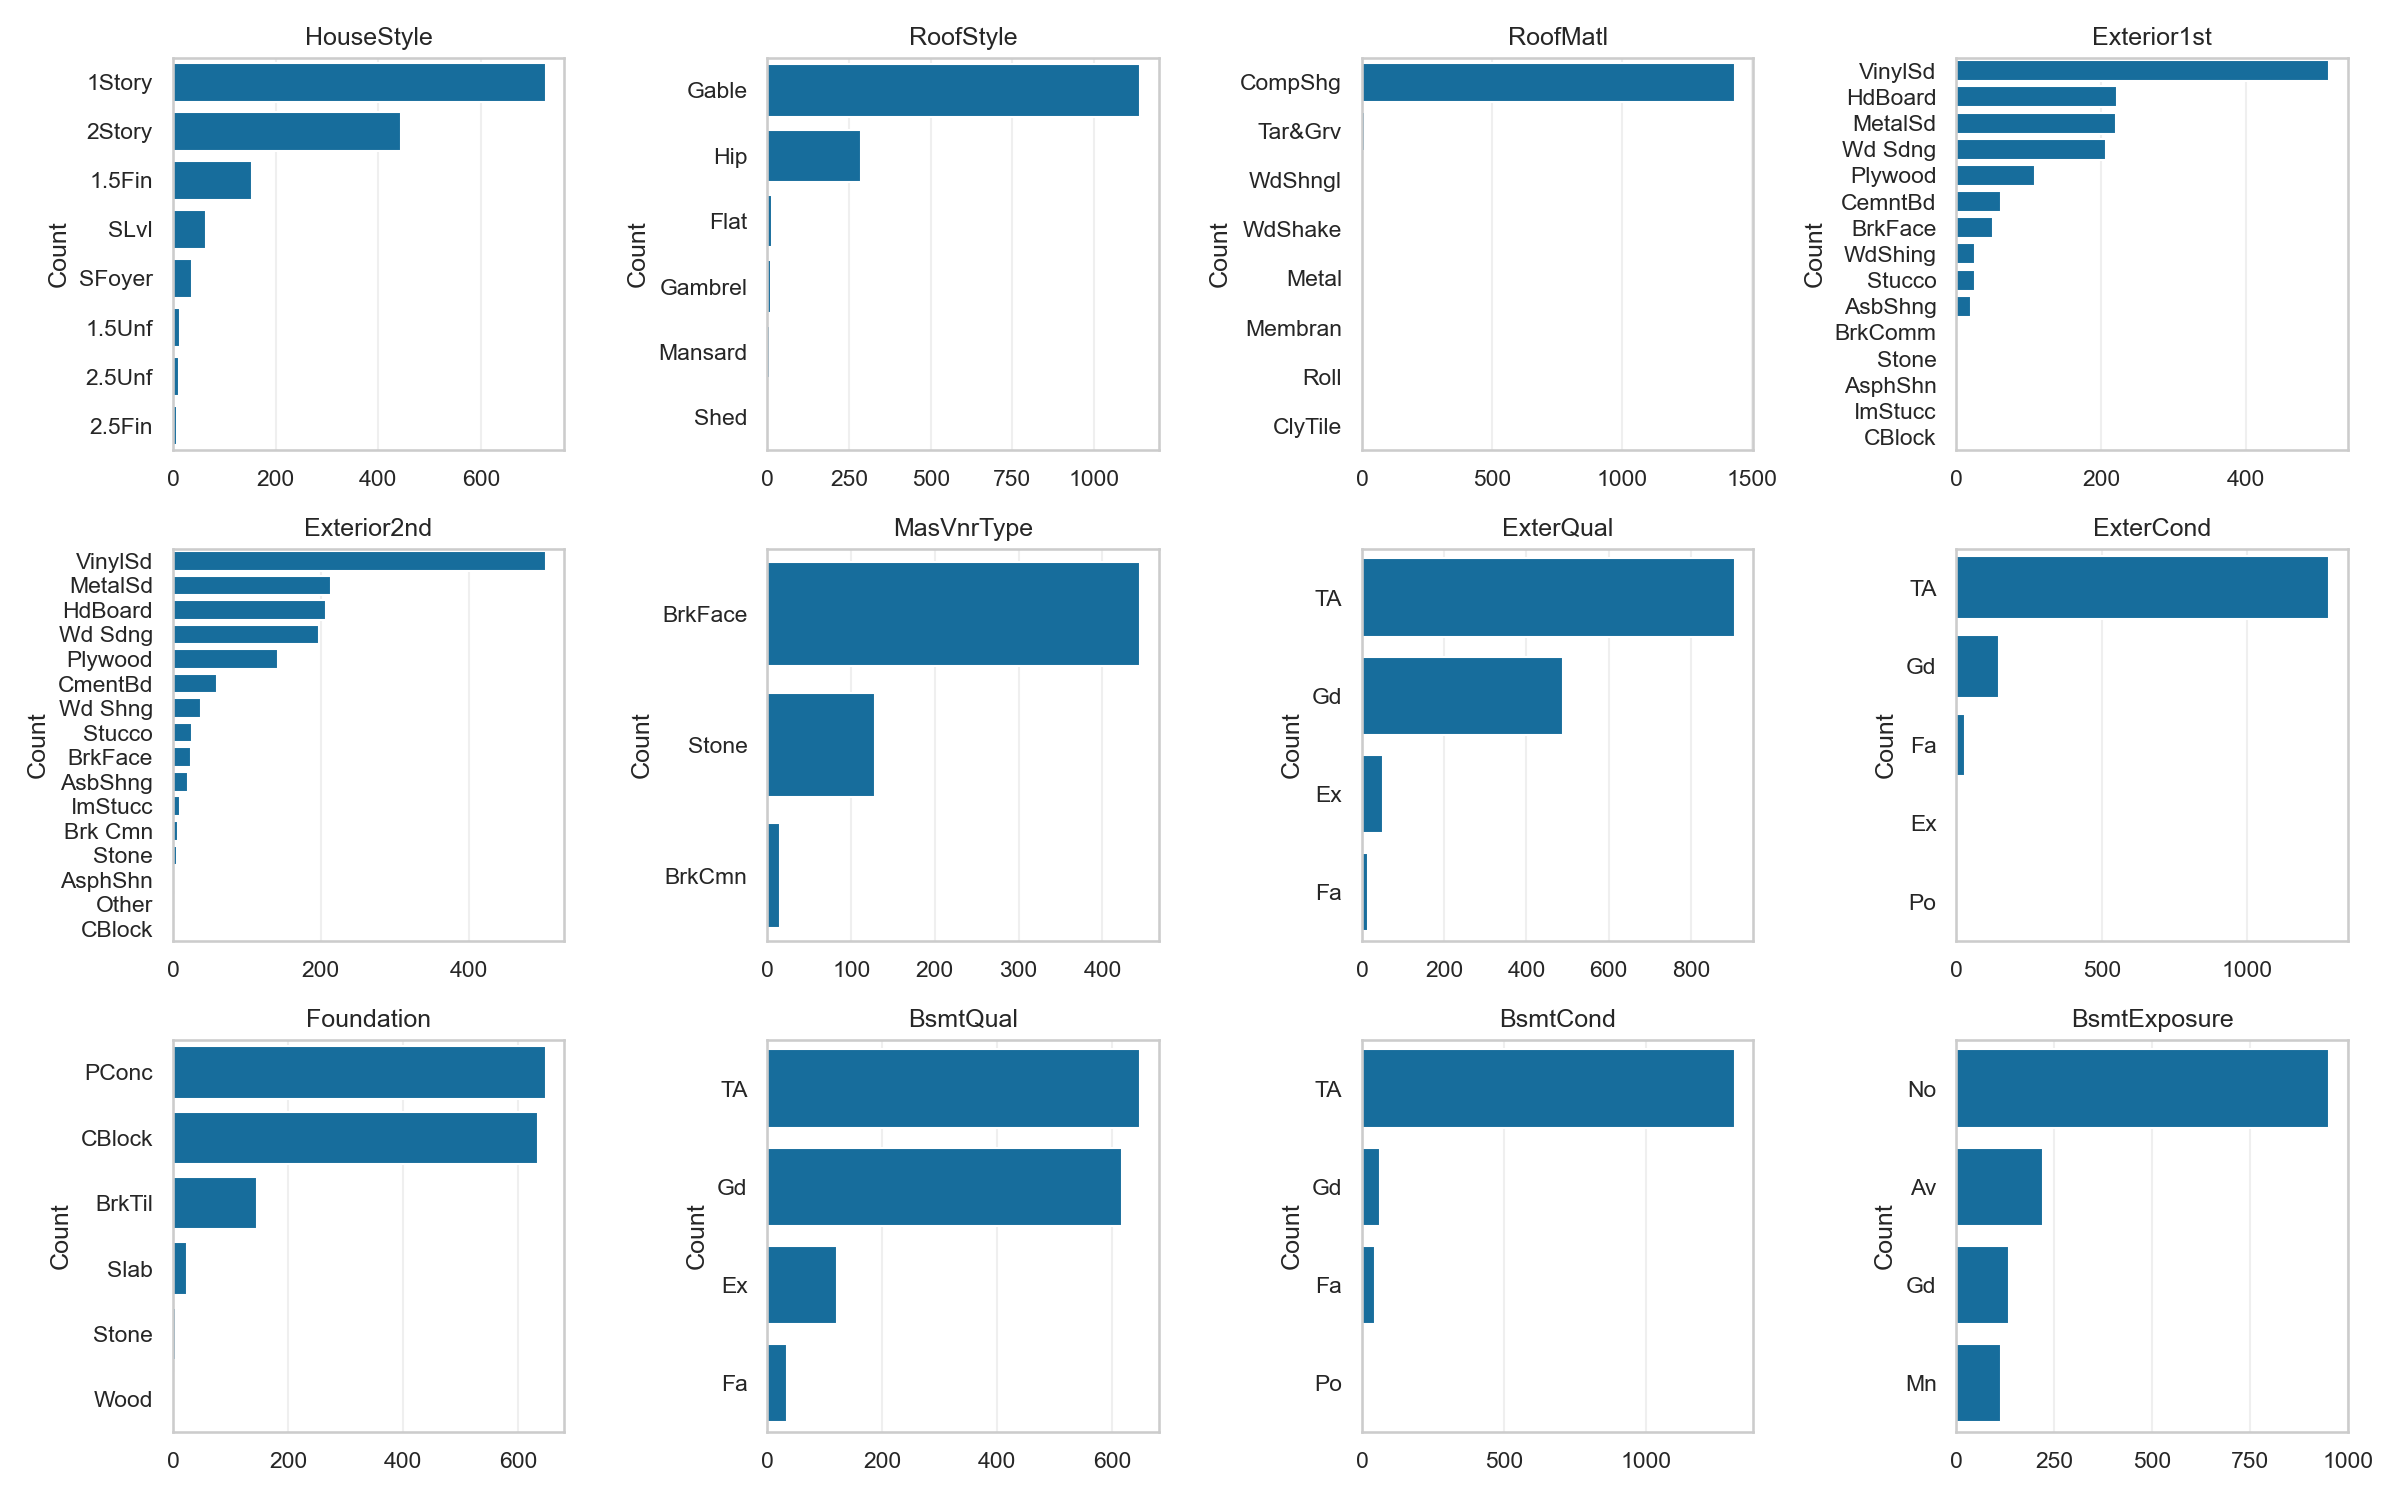 HouseStyle
1Story
2Story
1.5Fin
SLvl
SFoyer
1.5Unf
2.5Unf
2.5Fin
Count
0 200 400 600
RoofStyle
Gable
Hip
Flat
Gambrel
Mansard
Shed
Count
0 250 500 750 1000
RoofMatl
CompShg
Tar&Grv
WdShngl
WdShake
Metal
Membran
Roll
ClyTile
Count
0 500 1000 1500
Exterior1st
VinylSd
HdBoard
MetalSd
Wd Sdng
Plywood
CemntBd
BrkFace
WdShing
Stucco
AsbShng
BrkComm
Stone
AsphShn
ImStucc
CBlock
Count
0 200 400
Exterior2nd
VinylSd
MetalSd
HdBoard
Wd Sdng
Plywood
CmentBd
Wd Shng
Stucco
BrkFace
AsbShng
ImStucc
Brk Cmn
Stone
AsphShn
Other
CBlock
Count
0 200 400
MasVnrType
BrkFace
Stone
BrkCmn
Count
0 100 200 300 400
ExterQual
TA
Gd
Ex
Fa
Count
0 200 400 600 800
ExterCond
TA
Gd
Fa
Ex
Po
Count
0 500 1000
Foundation
PConc
CBlock
BrkTil
Slab
Stone
Wood
Count
0 200 400 600
BsmtQual
TA
Gd
Ex
Fa
Count
0 200 400 600
BsmtCond
TA
Gd
Fa
Po
Count
0 500 1000
BsmtExposure
No
Av
Gd
Mn
Count
0 250 500 750 1000